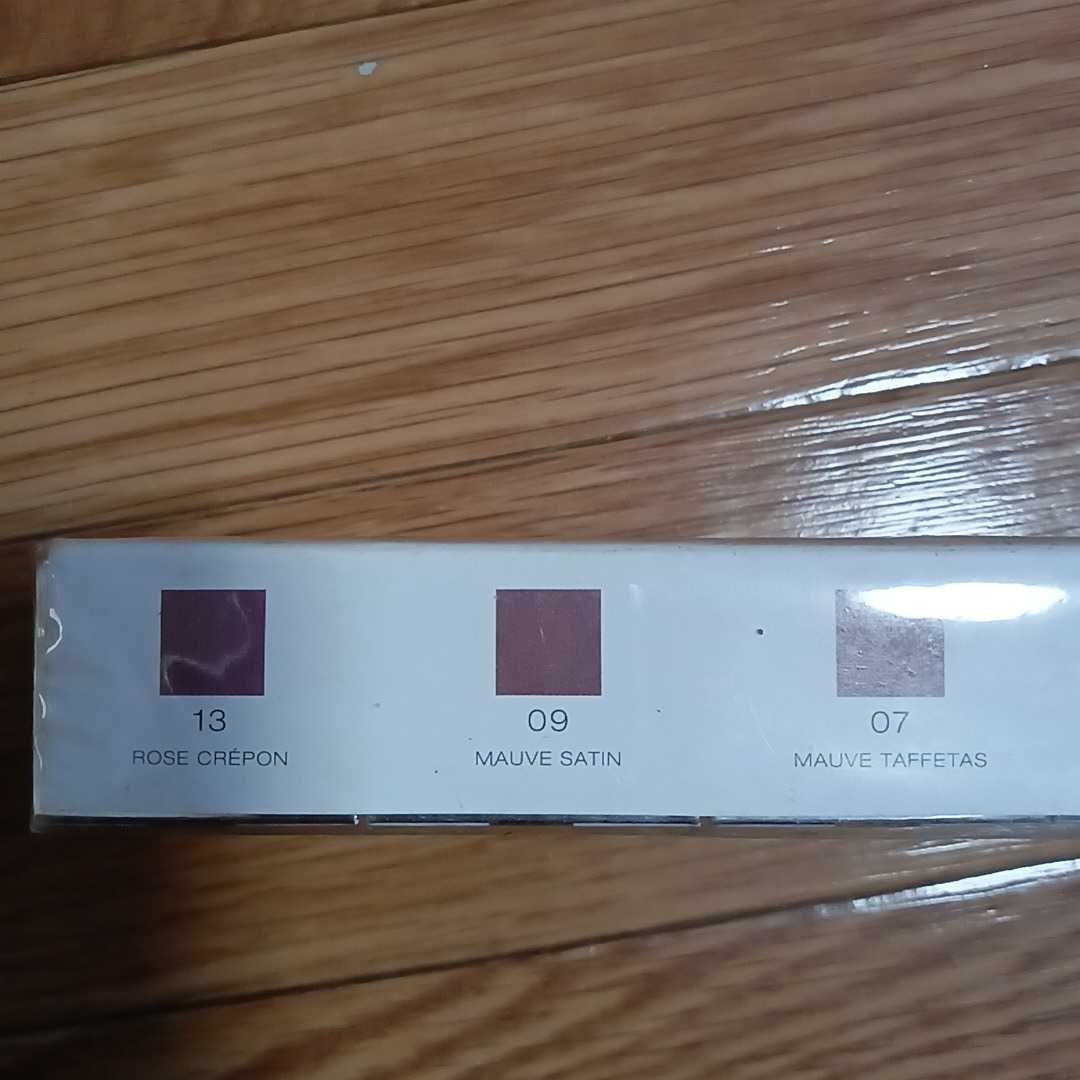 13
ROSE CRÉPON
09
MAUVE SATIN
07
MAUVE TAFFETAS